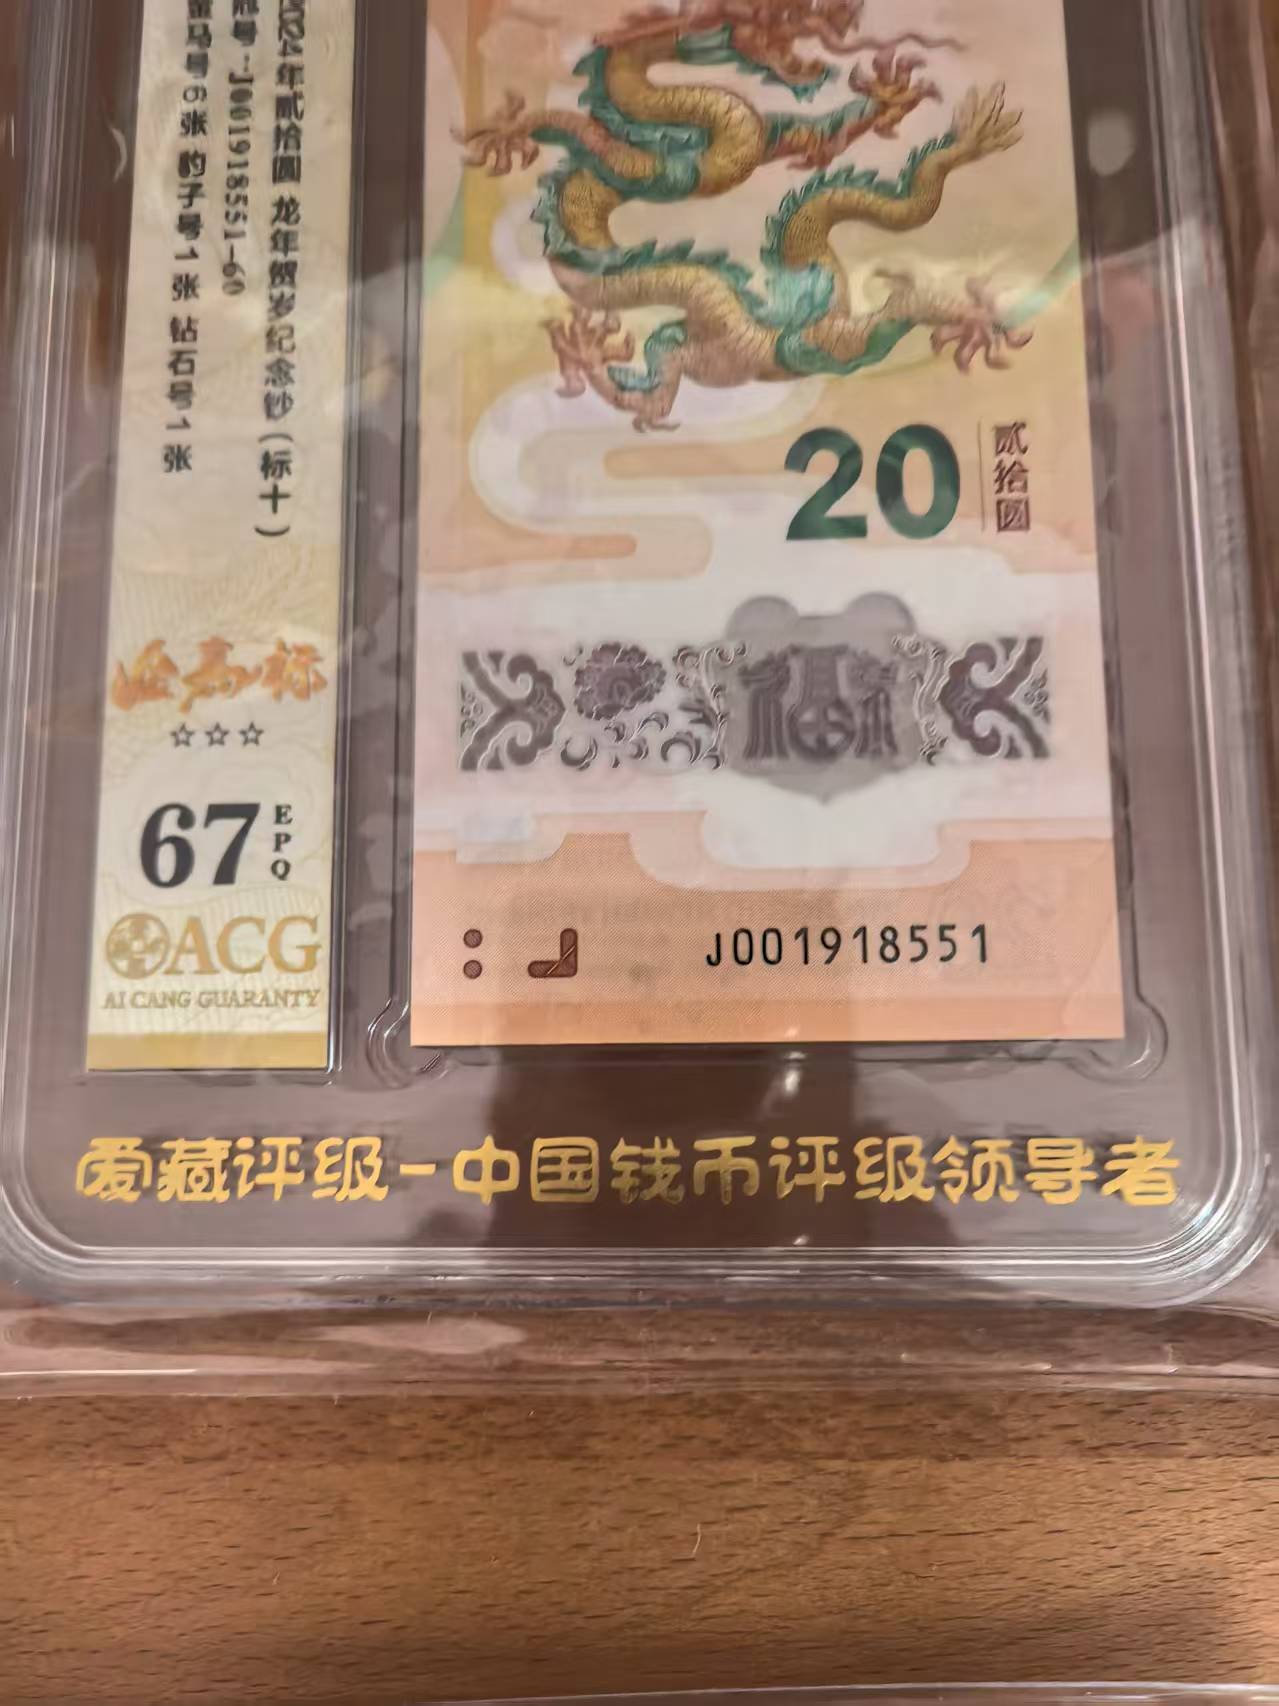 2024年贰拾圆 龙年贺岁纪念钞(标十)
冠号--J001918551-60
号6张 豹子号1张 钻石号1张
☆☆☆
67
EPQ
ACG
AI CANG GUARANTY
20
贰拾圆
J001918551
爱藏评级-中国钱币评级领导者